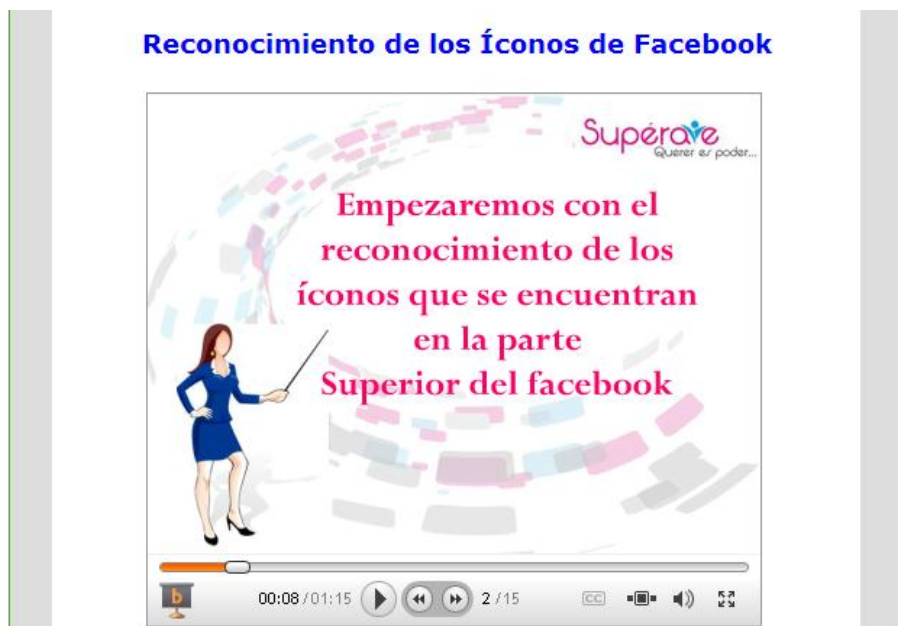 Reconocimiento de los Íconos de Facebook
Supérate
Querer es poder...
Empezaremos con el
reconocimiento de los
íconos que se encuentran
en la parte
Superior del facebook
b
00:08 / 01:15
2 / 15
CC